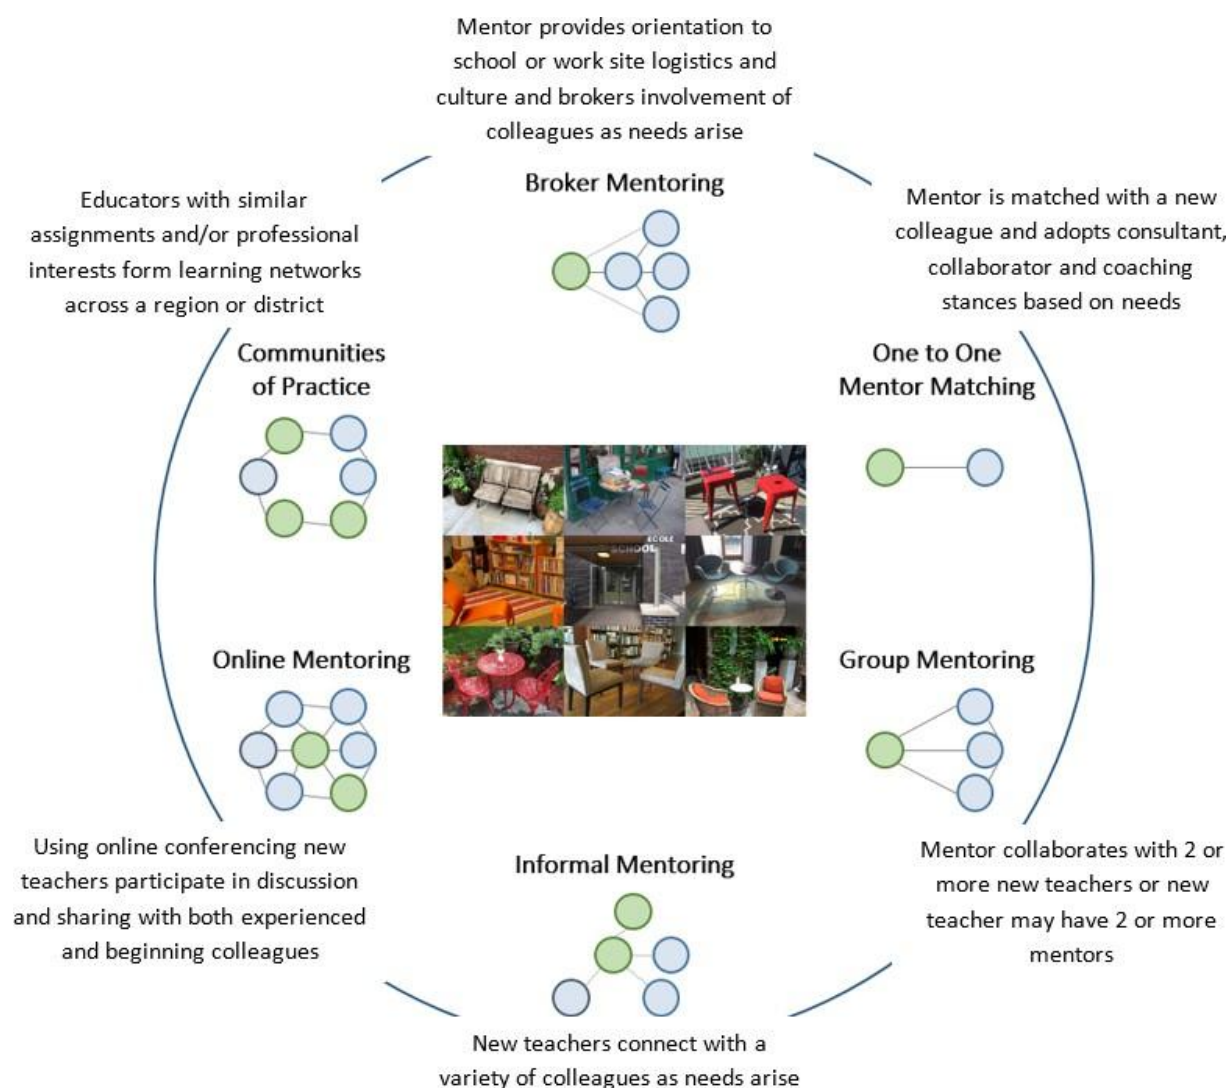 Mentor provides orientation to
school or work site logistics and
culture and brokers involvement of
colleagues as needs arise
Broker Mentoring
Mentor is matched with a new
colleague and adopts consultant,
collaborator and coaching
stances based on needs
One to One
Mentor Matching
Group Mentoring
Mentor collaborates with 2 or
more new teachers or new
teacher may have 2 or more
mentors
Informal Mentoring
New teachers connect with a
variety of colleagues as needs arise
Online Mentoring
Using online conferencing new
teachers participate in discussion
and sharing with both experienced
and beginning colleagues
Educators with similar
assignments and/or professional
interests form learning networks
across a region or district
Communities
of Practice
ECOLE
SCHOOL